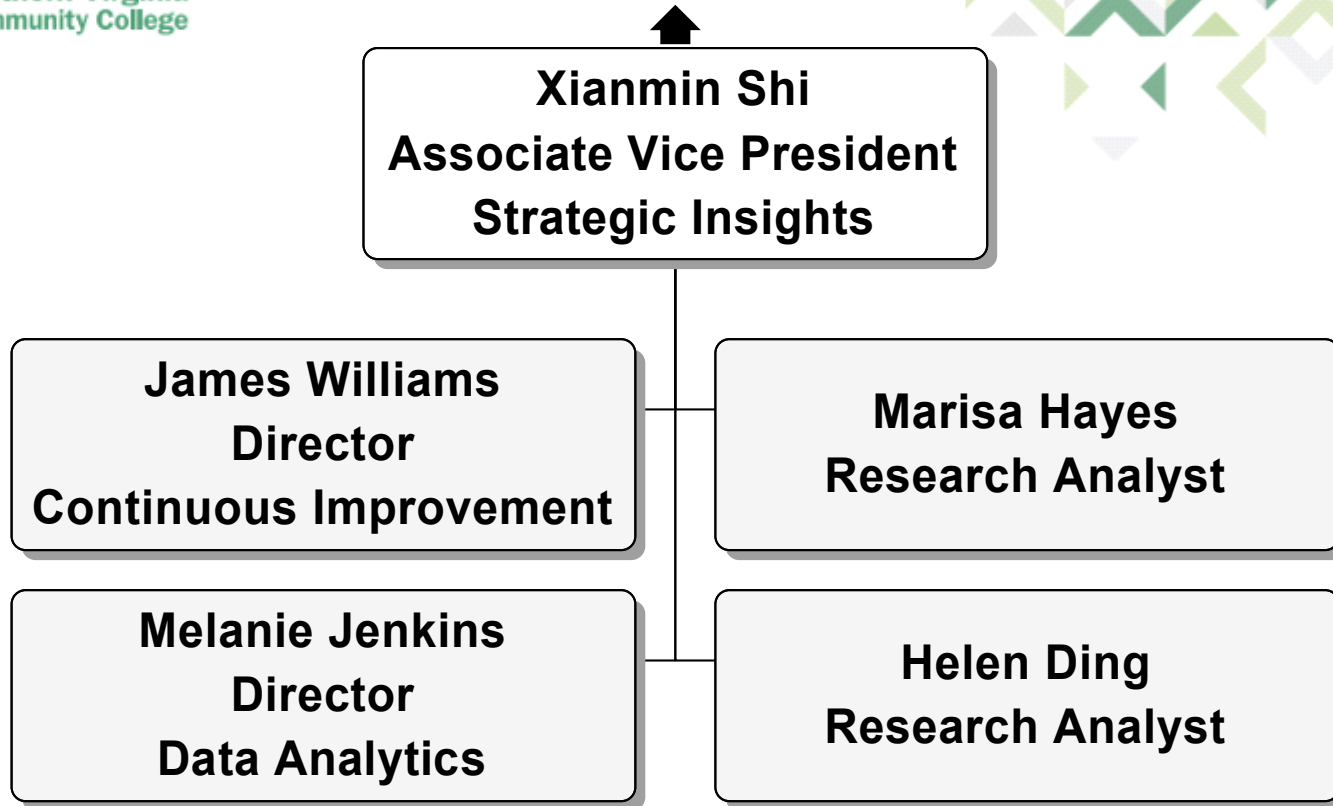 Community College
Xianmin Shi
Associate Vice President
Strategic Insights
James Williams
Director
Continuous Improvement
Marisa Hayes
Research Analyst
Melanie Jenkins
Director
Data Analytics
Helen Ding
Research Analyst